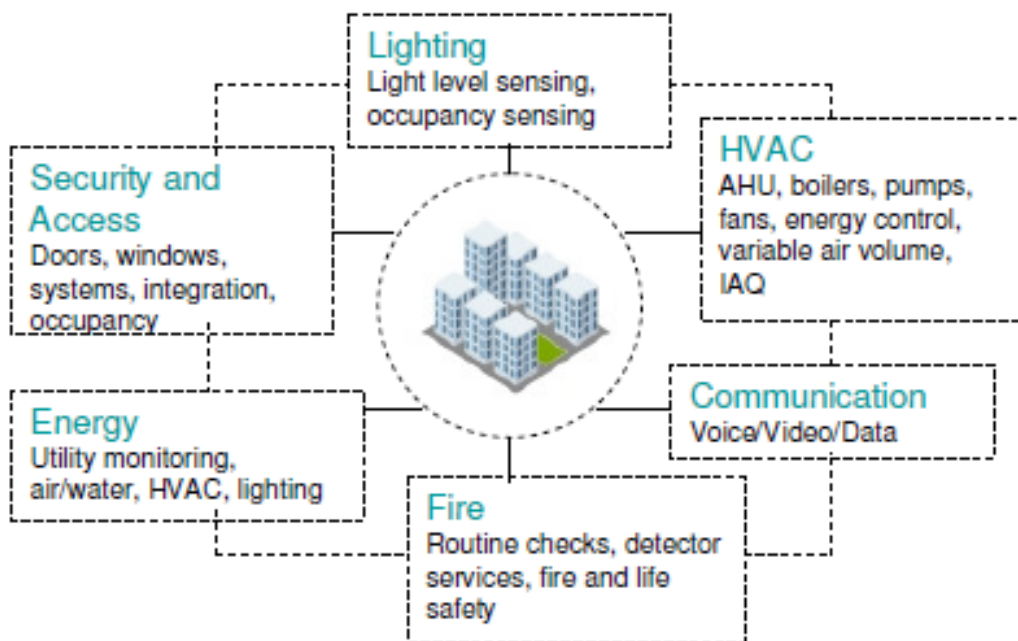 Lighting
Light level sensing,
occupancy sensing
Security and
Access
Doors, windows,
systems, integration,
occupancy
HVAC
AHU, boilers, pumps,
fans, energy control,
variable air volume,
IAQ
Energy
Utility monitoring,
air/water, HVAC, lighting
Communication
Voice/Video/Data
Fire
Routine checks, detector
services, fire and life
safety